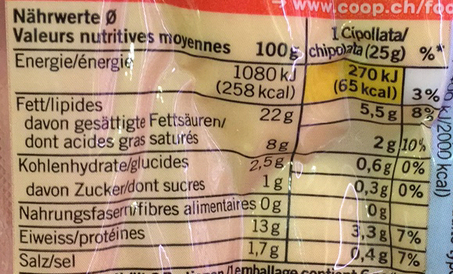 www.coop.ch/foo
Nährwerte Ø
Valeurs nutritives moyennes 100g 1 Cipollata/ chipolata (25g) %*
Energie/énergie 1080 kJ 270 kJ
(258 kcal) (65 kcal) 3%
Fett/lipides 22g 5,5g 8%
davon gesättigte Fettsäuren/
dont acides gras saturés 8g 2g 10%
Kohlenhydrate/glucides 2,5g 0,6g 0%
davon Zucker/dont sucres 1g 0,3g 0%
Nahrungsfasern/fibres alimentaires 0g 0g
Eiweiss/protéines 13g 3,3g 7%
Salz/sel 1,7g 0,4g 7%
kJ/2000 kcal)